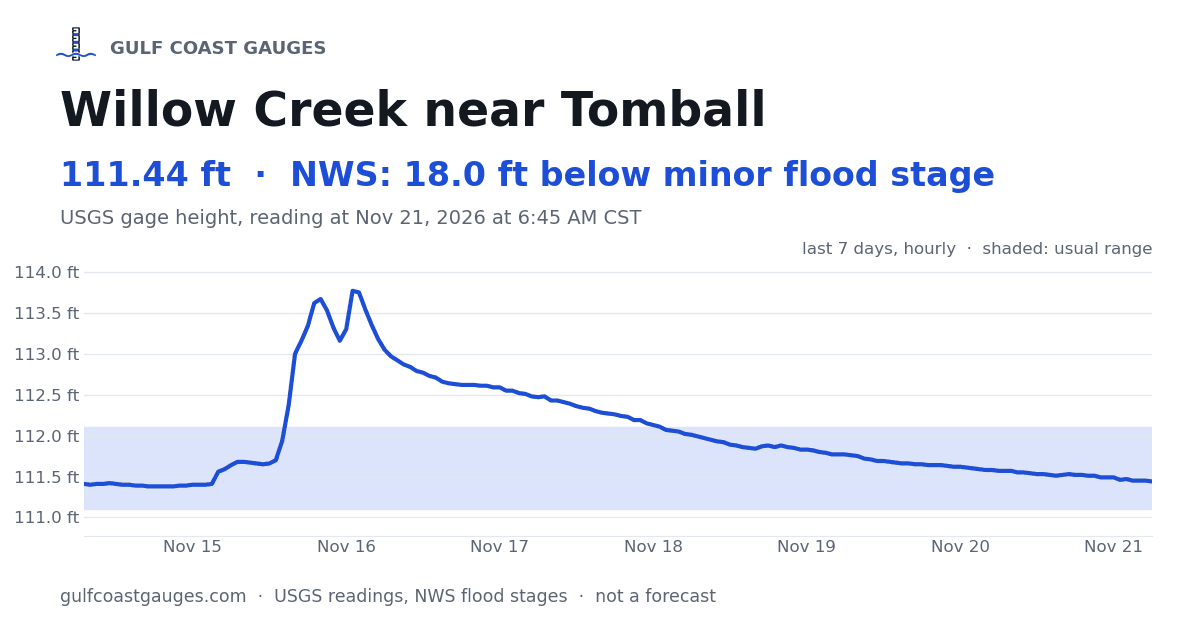 GULF COAST GAUGES
Willow Creek near Tomball
111.44 ft · NWS: 18.0 ft below minor flood stage
USGS gage height, reading at Nov 21, 2026 at 6:45 AM CST
last 7 days, hourly · shaded: usual range
114.0 ft
113.5 ft
113.0 ft
112.5 ft
112.0 ft
111.5 ft
111.0 ft
Nov 15 Nov 16 Nov 17 Nov 18 Nov 19 Nov 20 Nov 21
gulfcoastgauges.com · USGS readings, NWS flood stages · not a forecast